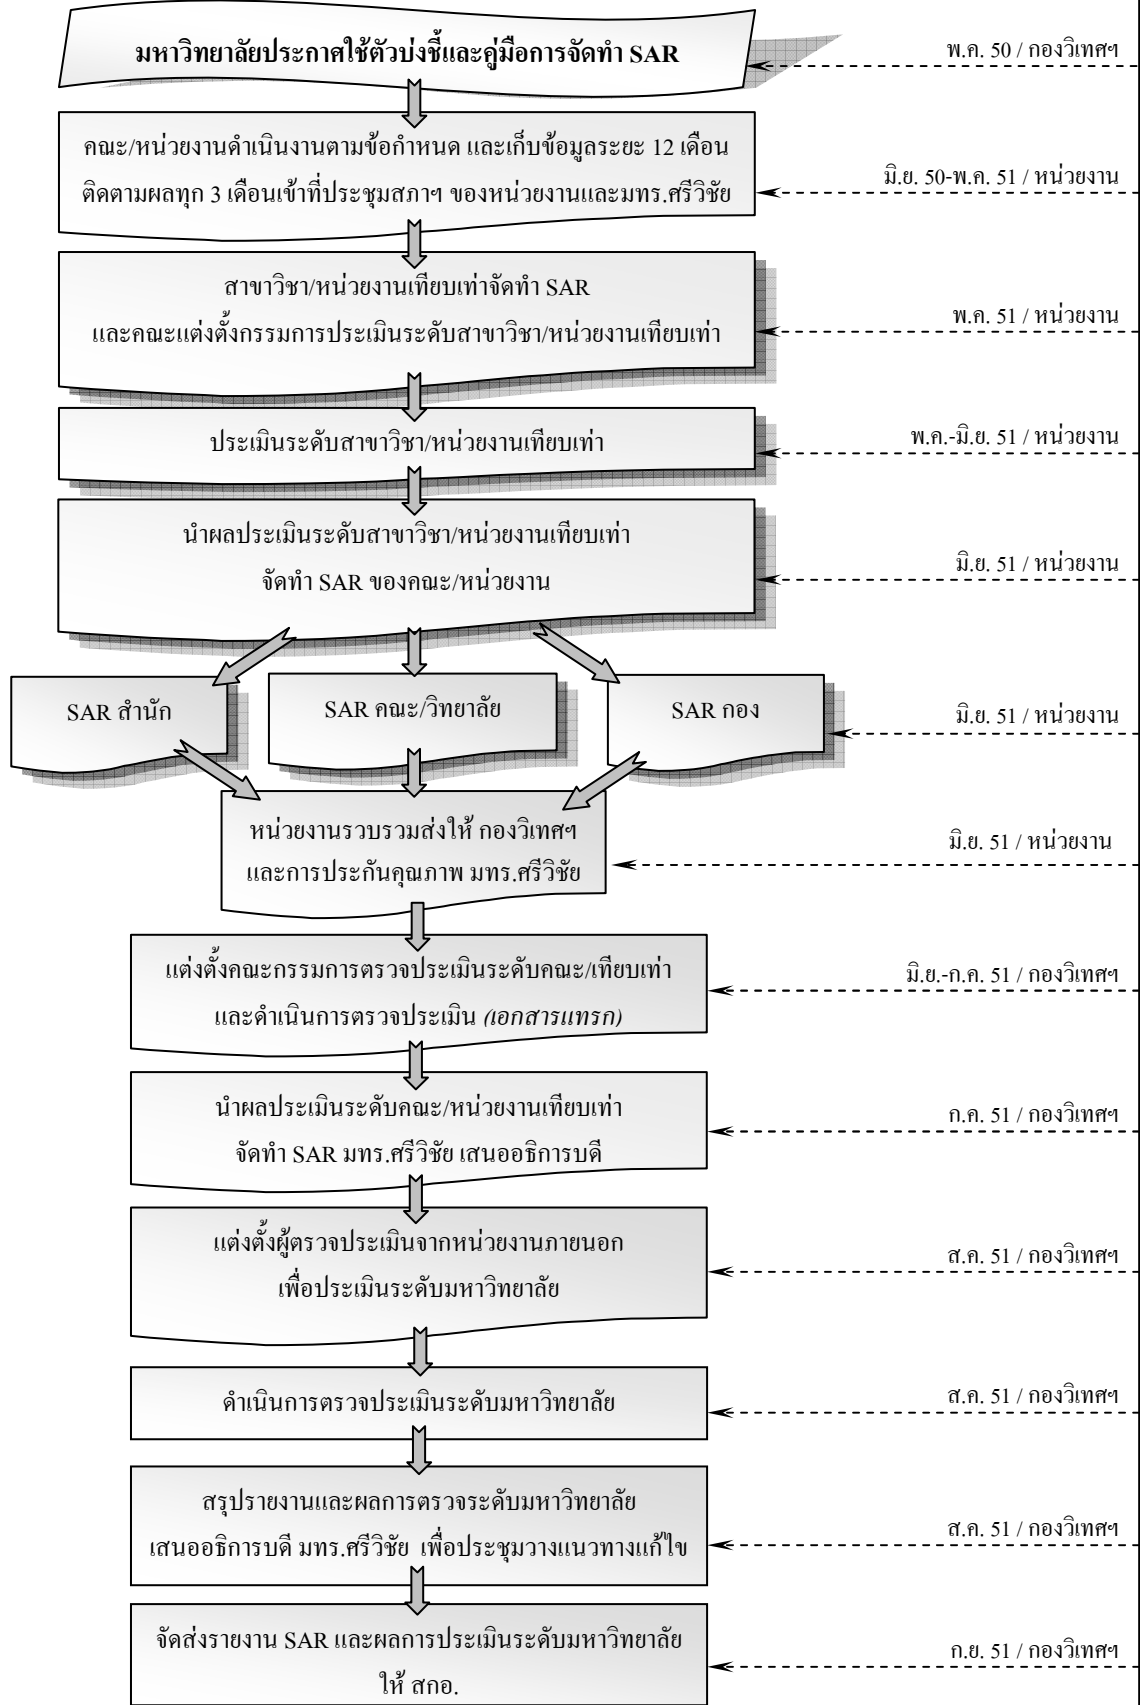 มหาวิทยาลัยประกาศใช้ตัวบ่งชี้และคู่มือการจัดทำ SAR
พ.ค. 50 / กองวิเทศฯ
คณะ/หน่วยงานดำเนินงานตามข้อกำหนด และเก็บข้อมูลระยะ 12 เดือน
ติดตามผลทุก 3 เดือนเข้าที่ประชุมสภาฯ ของหน่วยงานและมทร.ศรีวิชัย
มิ.ย. 50-พ.ค. 51 / หน่วยงาน
สาขาวิชา/หน่วยงานเทียบเท่าจัดทำ SAR
และคณะแต่งตั้งกรรมการประเมินระดับสาขาวิชา/หน่วยงานเทียบเท่า
พ.ค. 51 / หน่วยงาน
ประเมินระดับสาขาวิชา/หน่วยงานเทียบเท่า
พ.ค.-มิ.ย. 51 / หน่วยงาน
นำผลประเมินระดับสาขาวิชา/หน่วยงานเทียบเท่า
จัดทำ SAR ของคณะ/หน่วยงาน
มิ.ย. 51 / หน่วยงาน
SAR สำนัก
SAR คณะ/วิทยาลัย
SAR กอง
มิ.ย. 51 / หน่วยงาน
หน่วยงานรวบรวมส่งให้ กองวิเทศฯ
และการประกันคุณภาพ มทร.ศรีวิชัย
มิ.ย. 51 / หน่วยงาน
แต่งตั้งคณะกรรมการตรวจประเมินระดับคณะ/เทียบเท่า
และดำเนินการตรวจประเมิน (เอกสารแทรก)
มิ.ย.-ก.ค. 51 / กองวิเทศฯ
นำผลประเมินระดับคณะ/หน่วยงานเทียบเท่า
จัดทำ SAR มทร.ศรีวิชัย เสนออธิการบดี
ก.ค. 51 / กองวิเทศฯ
แต่งตั้งผู้ตรวจประเมินจากหน่วยงานภายนอก
เพื่อประเมินระดับมหาวิทยาลัย
ส.ค. 51 / กองวิเทศฯ
ดำเนินการตรวจประเมินระดับมหาวิทยาลัย
ส.ค. 51 / กองวิเทศฯ
สรุปรายงานและผลการตรวจระดับมหาวิทยาลัย
เสนออธิการบดี มทร.ศรีวิชัย เพื่อประชุมวางแนวทางแก้ไข
ส.ค. 51 / กองวิเทศฯ
จัดส่งรายงาน SAR และผลการประเมินระดับมหาวิทยาลัย
ให้ สกอ.
ก.ย. 51 / กองวิเทศฯ